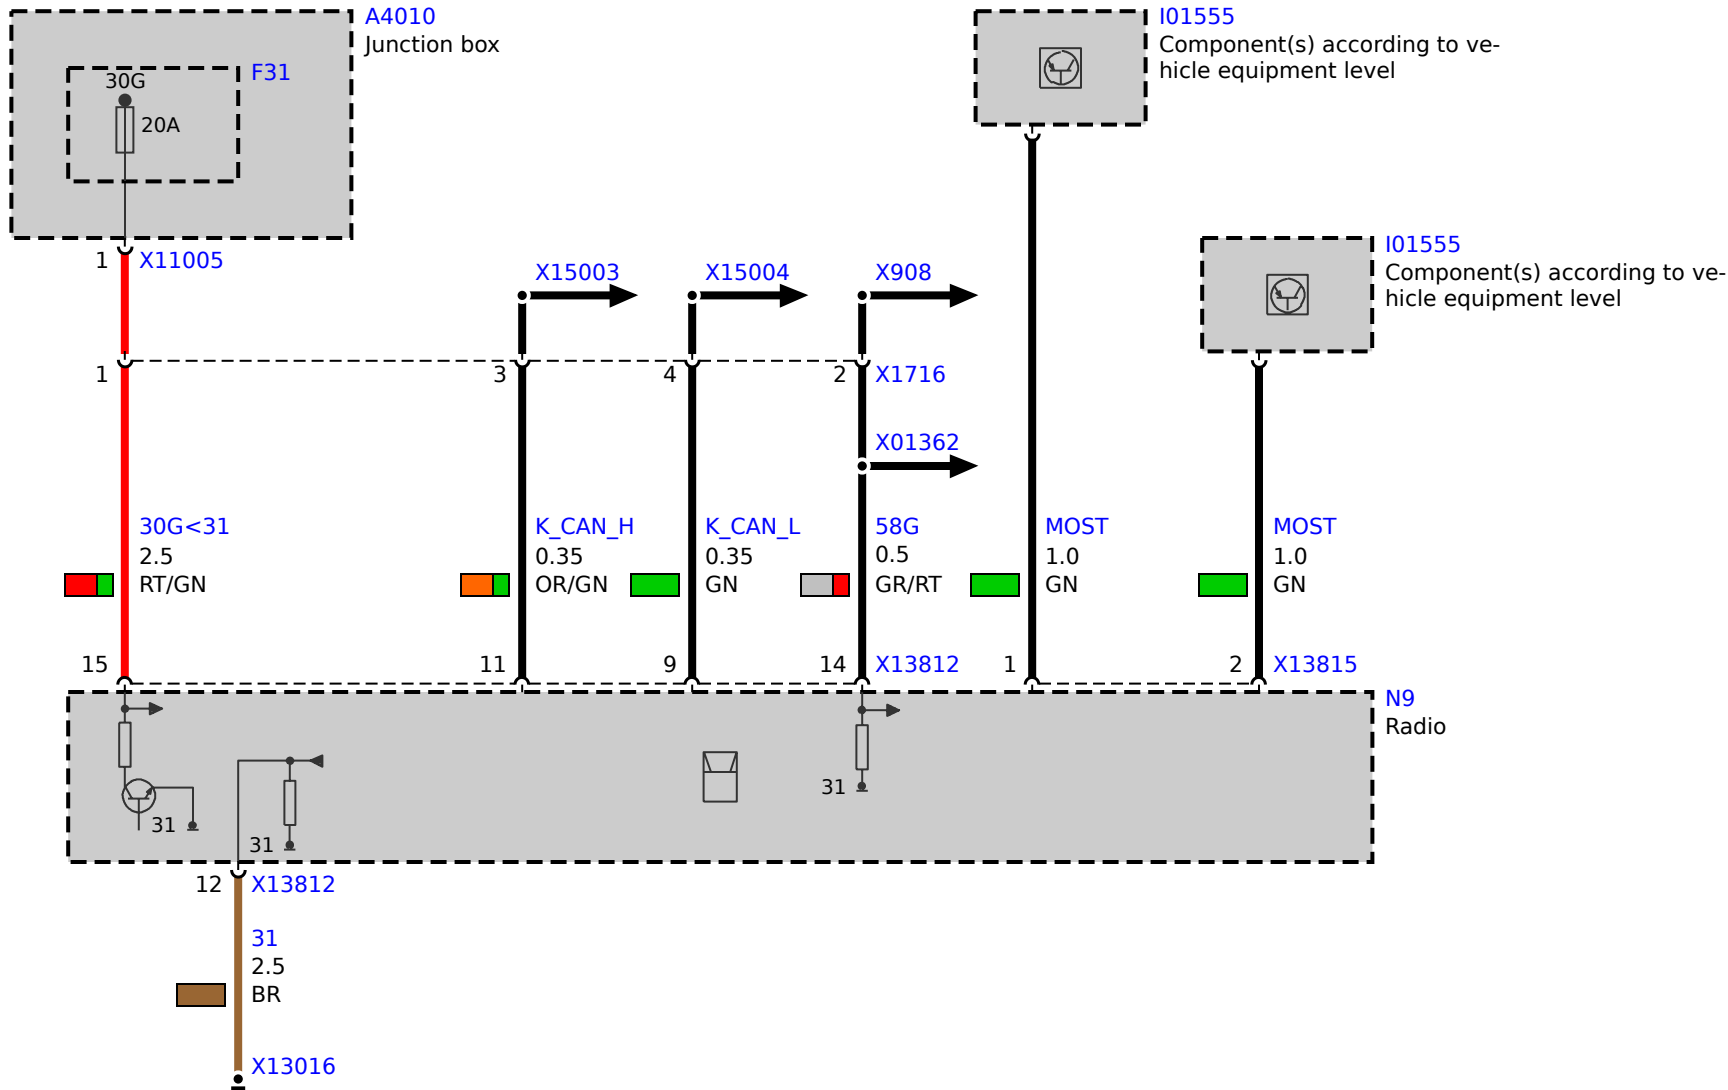 A4010
Junction box
F31
30G
20A
I01555
Component(s) according to ve-
hicle equipment level
I01555
Component(s) according to ve-
hicle equipment level
1 X11005
X15003
X15004
X908
1
3
4
2 X1716
X01362
30G<31
2.5
RT/GN
K_CAN_H
0.35
OR/GN
K_CAN_L
0.35
GN
58G
0.5
GR/RT
MOST
1.0
GN
MOST
1.0
GN
15
11
9
14 X13812
1
2 X13815
N9
Radio
31
31
31
12 X13812
31
2.5
BR
X13016